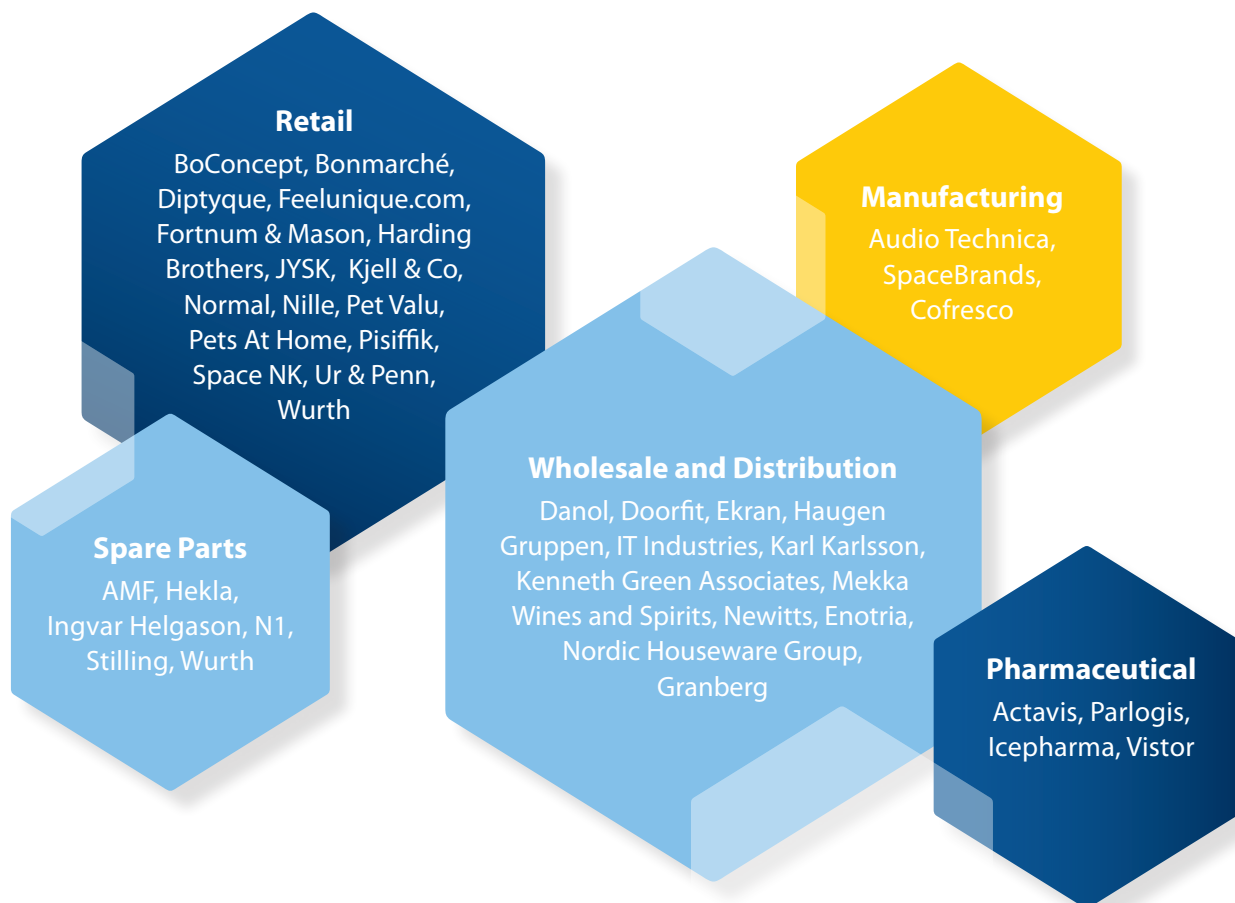 Retail
BoConcept, Bonmarché,
Diptyque, Feelunique.com,
Fortnum & Mason, Harding
Brothers, JYSK, Kjell & Co,
Normal, Nille, Pet Valu,
Pets At Home, Pisiffik,
Space NK, Ur & Penn,
Wurth
Manufacturing
Audio Technica,
SpaceBrands,
Cofresco
Spare Parts
AMF, Hekla,
Ingvar Helgason, N1,
Stilling, Wurth
Wholesale and Distribution
Danol, Doorfit, Ekran, Haugen
Gruppen, IT Industries, Karl Karlsson,
Kenneth Green Associates, Mekka
Wines and Spirits, Newitts, Enotria,
Nordic Houseware Group,
Granberg
Pharmaceutical
Actavis, Parlogis,
Icepharma, Vistor